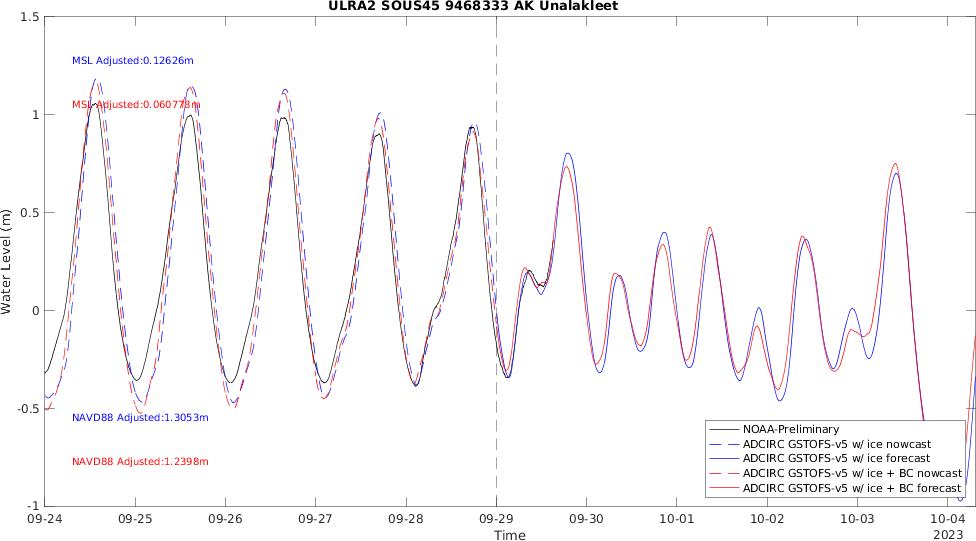 ULRA2 SOUS45 9468333 AK Unalakleet
1.5
1
0.5
0
-0.5
-1
Water Level (m)
MSL Adjusted:0.12626m
MSL Adjusted:0.060778m
NAVD88 Adjusted:1.3053m
NAVD88 Adjusted:1.2398m
NOAA-Preliminary
ADCIRC GSTOFS-v5 w/ ice nowcast
ADCIRC GSTOFS-v5 w/ ice forecast
ADCIRC GSTOFS-v5 w/ ice + BC nowcast
ADCIRC GSTOFS-v5 w/ ice + BC forecast
09-24 09-25 09-26 09-27 09-28 09-29 09-30 10-01 10-02 10-03 10-04
Time
2023